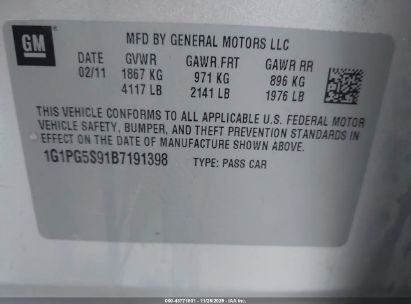 GM
MFD BY GENERAL MOTORS LLC
DATE GVWR GAWR FRT GAWR RR
02/11 1867 KG 971 KG 896 KG
4117 LB 2141 LB 1976 LB
THIS VEHICLE CONFORMS TO ALL APPLICABLE U.S. FEDERAL MOTOR
VEHICLE SAFETY, BUMPER, AND THEFT PREVENTION STANDARDS IN
EFFECT ON THE DATE OF MANUFACTURE SHOWN ABOVE.
1G1PG5S91B7191398 TYPE: PASS CAR